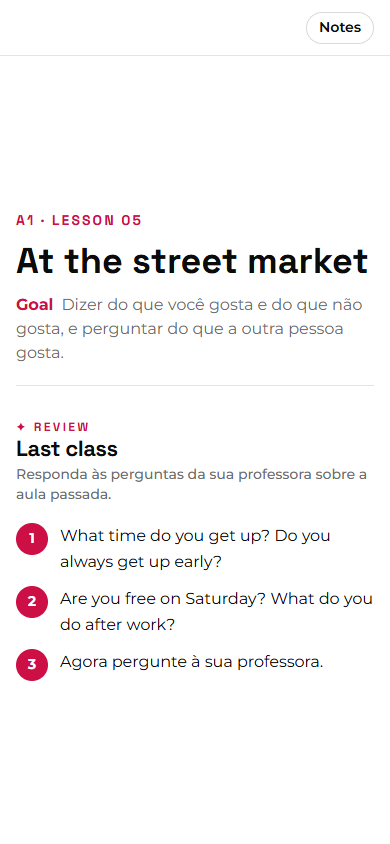 Notes
A1 · LESSON 05
At the street market
Goal Dizer do que você gosta e do que não
gosta, e perguntar do que a outra pessoa
gosta.
✦ REVIEW
Last class
Responda às perguntas da sua professora sobre a
aula passada.
1 What time do you get up? Do you
always get up early?
2 Are you free on Saturday? What do you
do after work?
3 Agora pergunte à sua professora.